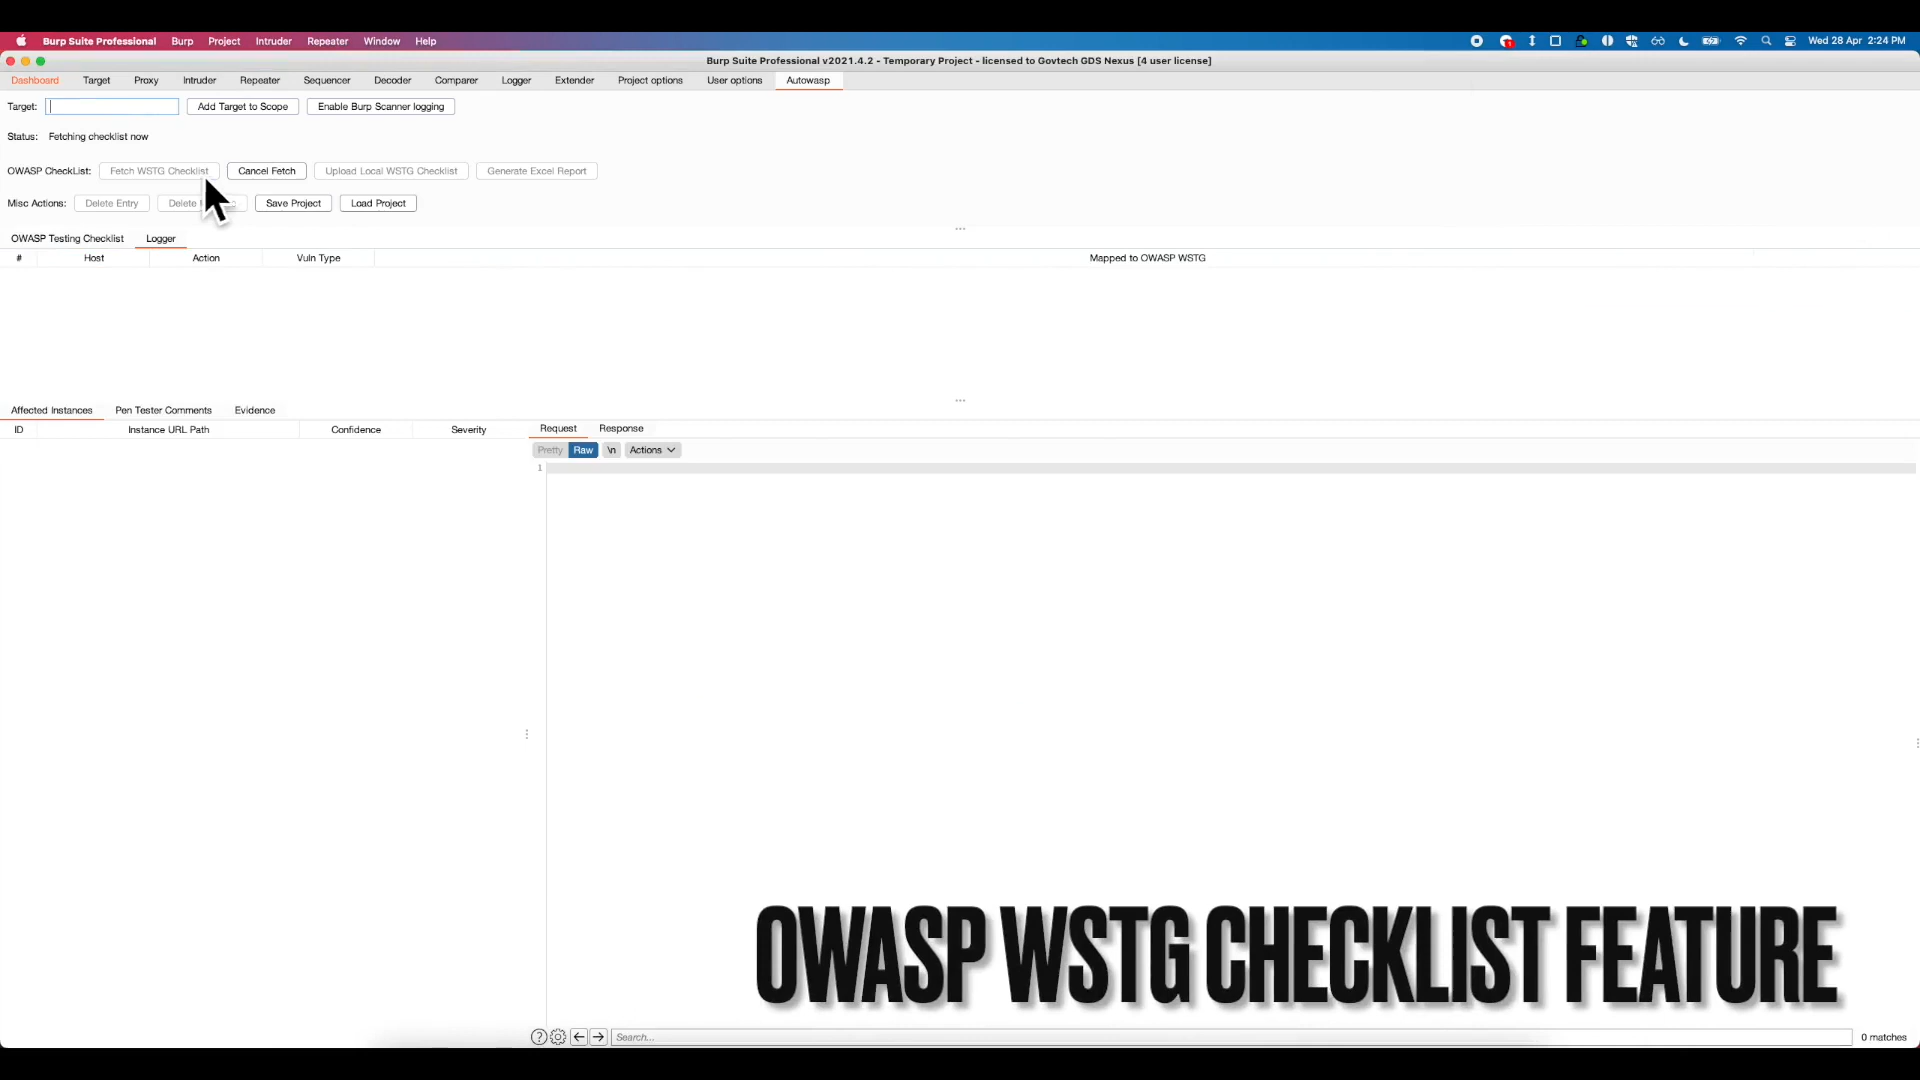 Burp Suite Professional Burp Project Intruder Repeater Window Help Wed 28 Apr 2:24 PM
Burp Suite Professional v2021.4.2 - Temporary Project - licensed to Govtech GDS Nexus [4 user license]
Dashboard Target Proxy Intruder Repeater Sequencer Decoder Comparer Logger Extender Project options User options Autowasp
Target: Add Target to Scope Enable Burp Scanner logging
Status: Fetching checklist now
OWASP CheckList: Fetch WSTG Checklist Cancel Fetch Upload Local WSTG Checklist Generate Excel Report
Misc Actions: Delete Entry Delete Save Project Load Project
OWASP Testing Checklist Logger
# Host Action Vuln Type Mapped to OWASP WSTG
Affected Instances Pen Tester Comments Evidence
ID Instance URL Path Confidence Severity
Request Response
Pretty Raw \n Actions
1
OWASP WSTG CHECKLIST FEATURE
Search... 0 matches